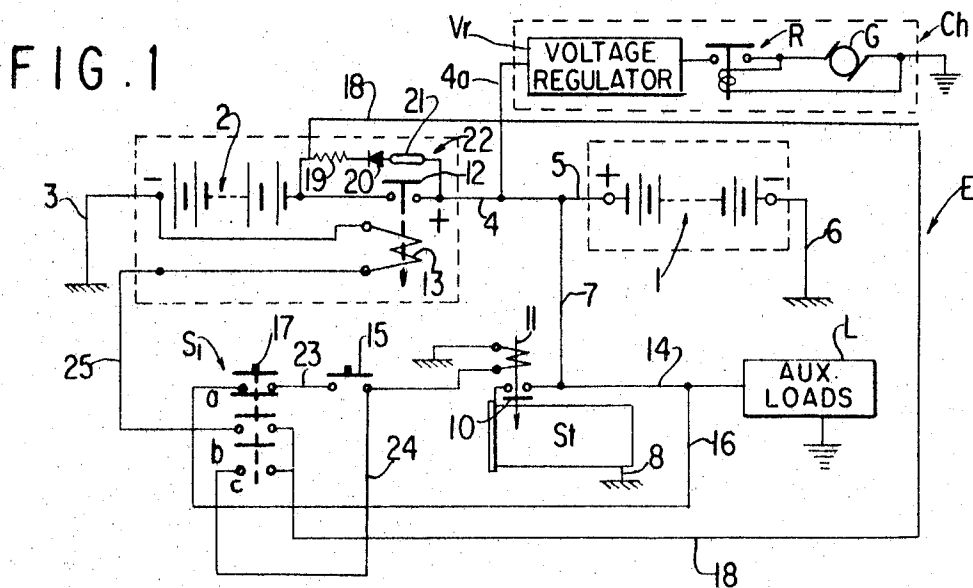 FIG. 1
Vr
VOLTAGE
REGULATOR
R
G
Ch
4a
18
2
21
22
19
20
12
3
−
+
4
5
+
−
E
13
1
6
7
17
S1
23
15
11
14
L
25
a
AUX.
LOADS
10
St
b
24
8
16
c
18